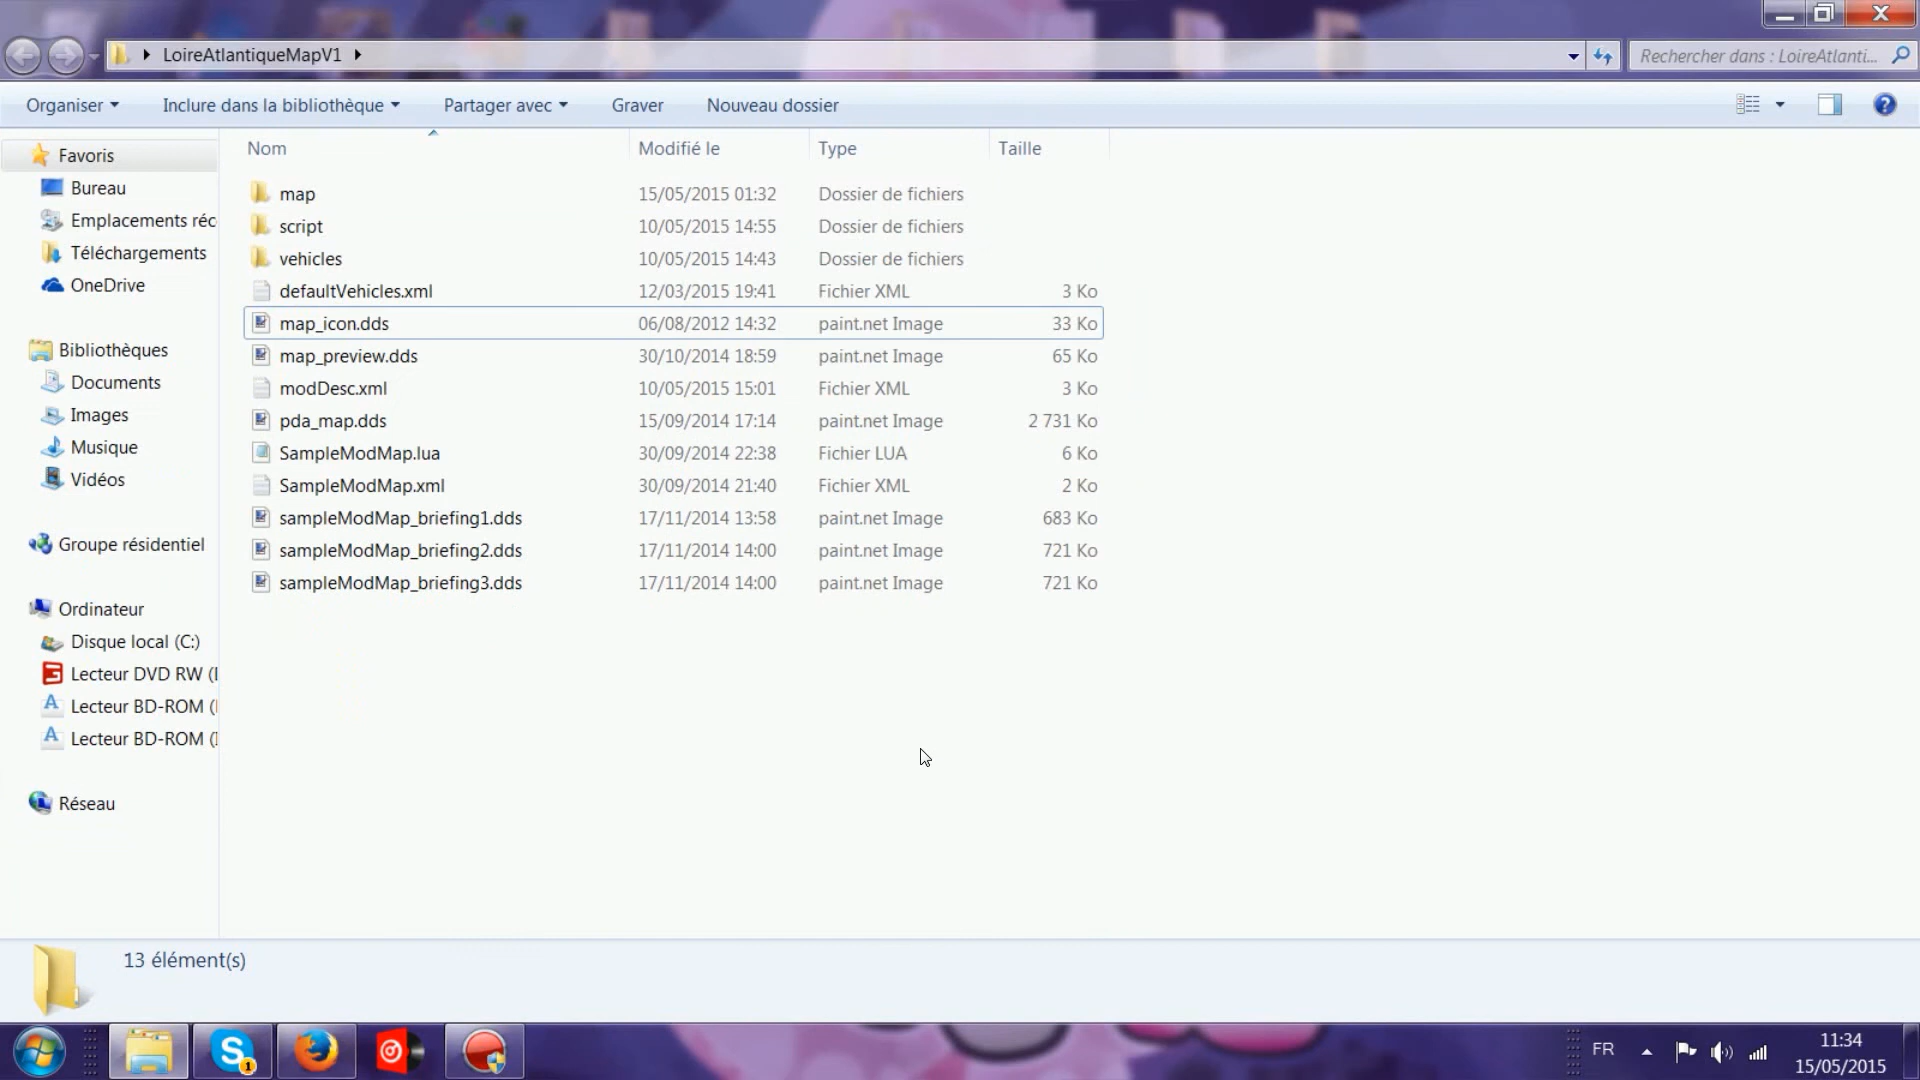 LoireAtlantiqueMapV1
Rechercher dans : LoireAtlanti...
Organiser
Inclure dans la bibliothèque
Partager avec
Graver
Nouveau dossier
Favoris
Bureau
Emplacements réc
Téléchargements
OneDrive
Bibliothèques
Documents
Images
Musique
Vidéos
Groupe résidentiel
Ordinateur
Disque local (C:)
Lecteur DVD RW (
Lecteur BD-ROM (
Lecteur BD-ROM (
Réseau
Nom Modifié le Type Taille
map 15/05/2015 01:32 Dossier de fichiers
script 10/05/2015 14:55 Dossier de fichiers
vehicles 10/05/2015 14:43 Dossier de fichiers
defaultVehicles.xml 12/03/2015 19:41 Fichier XML 3 Ko
map_icon.dds 06/08/2012 14:32 paint.net Image 33 Ko
map_preview.dds 30/10/2014 18:59 paint.net Image 65 Ko
modDesc.xml 10/05/2015 15:01 Fichier XML 3 Ko
pda_map.dds 15/09/2014 17:14 paint.net Image 2 731 Ko
SampleModMap.lua 30/09/2014 22:38 Fichier LUA 6 Ko
SampleModMap.xml 30/09/2014 21:40 Fichier XML 2 Ko
sampleModMap_briefing1.dds 17/11/2014 13:58 paint.net Image 683 Ko
sampleModMap_briefing2.dds 17/11/2014 14:00 paint.net Image 721 Ko
sampleModMap_briefing3.dds 17/11/2014 14:00 paint.net Image 721 Ko
13 élément(s)
FR
11:34
15/05/2015